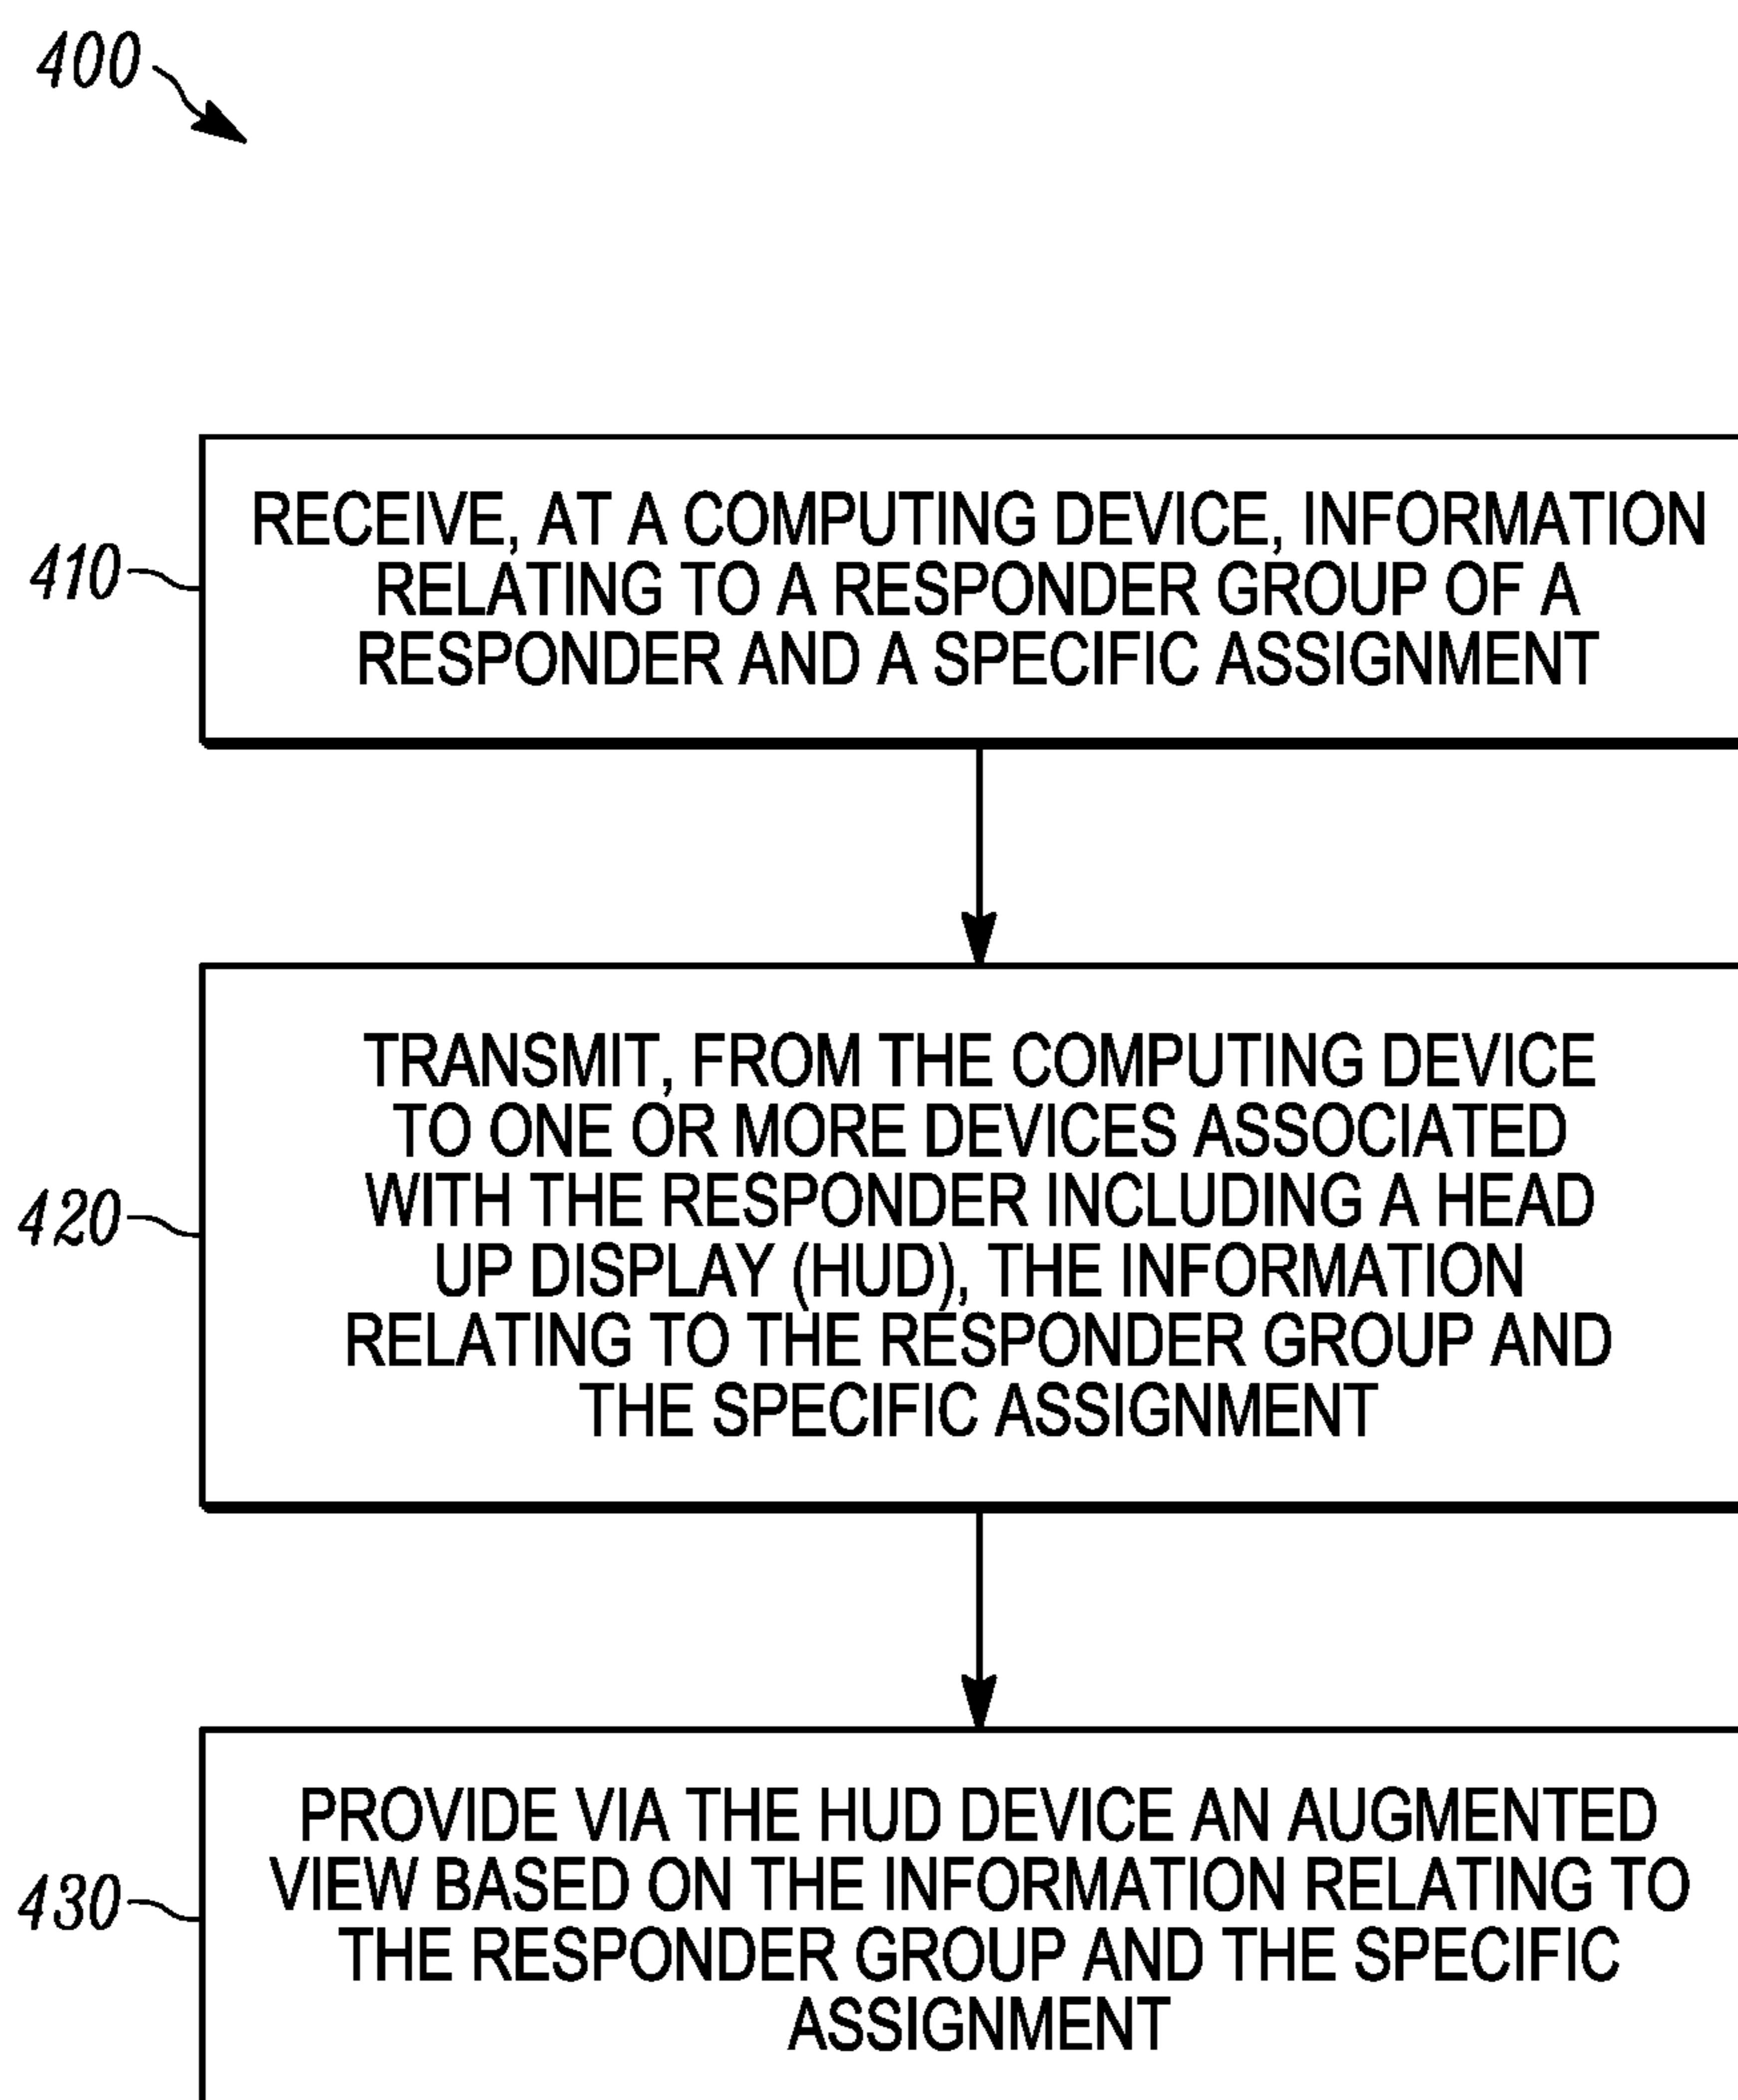 400
410
RECEIVE, AT A COMPUTING DEVICE, INFORMATION
RELATING TO A RESPONDER GROUP OF A
RESPONDER AND A SPECIFIC ASSIGNMENT
420
TRANSMIT, FROM THE COMPUTING DEVICE
TO ONE OR MORE DEVICES ASSOCIATED
WITH THE RESPONDER INCLUDING A HEAD
UP DISPLAY (HUD), THE INFORMATION
RELATING TO THE RESPONDER GROUP AND
THE SPECIFIC ASSIGNMENT
430
PROVIDE VIA THE HUD DEVICE AN AUGMENTED
VIEW BASED ON THE INFORMATION RELATING TO
THE RESPONDER GROUP AND THE SPECIFIC
ASSIGNMENT